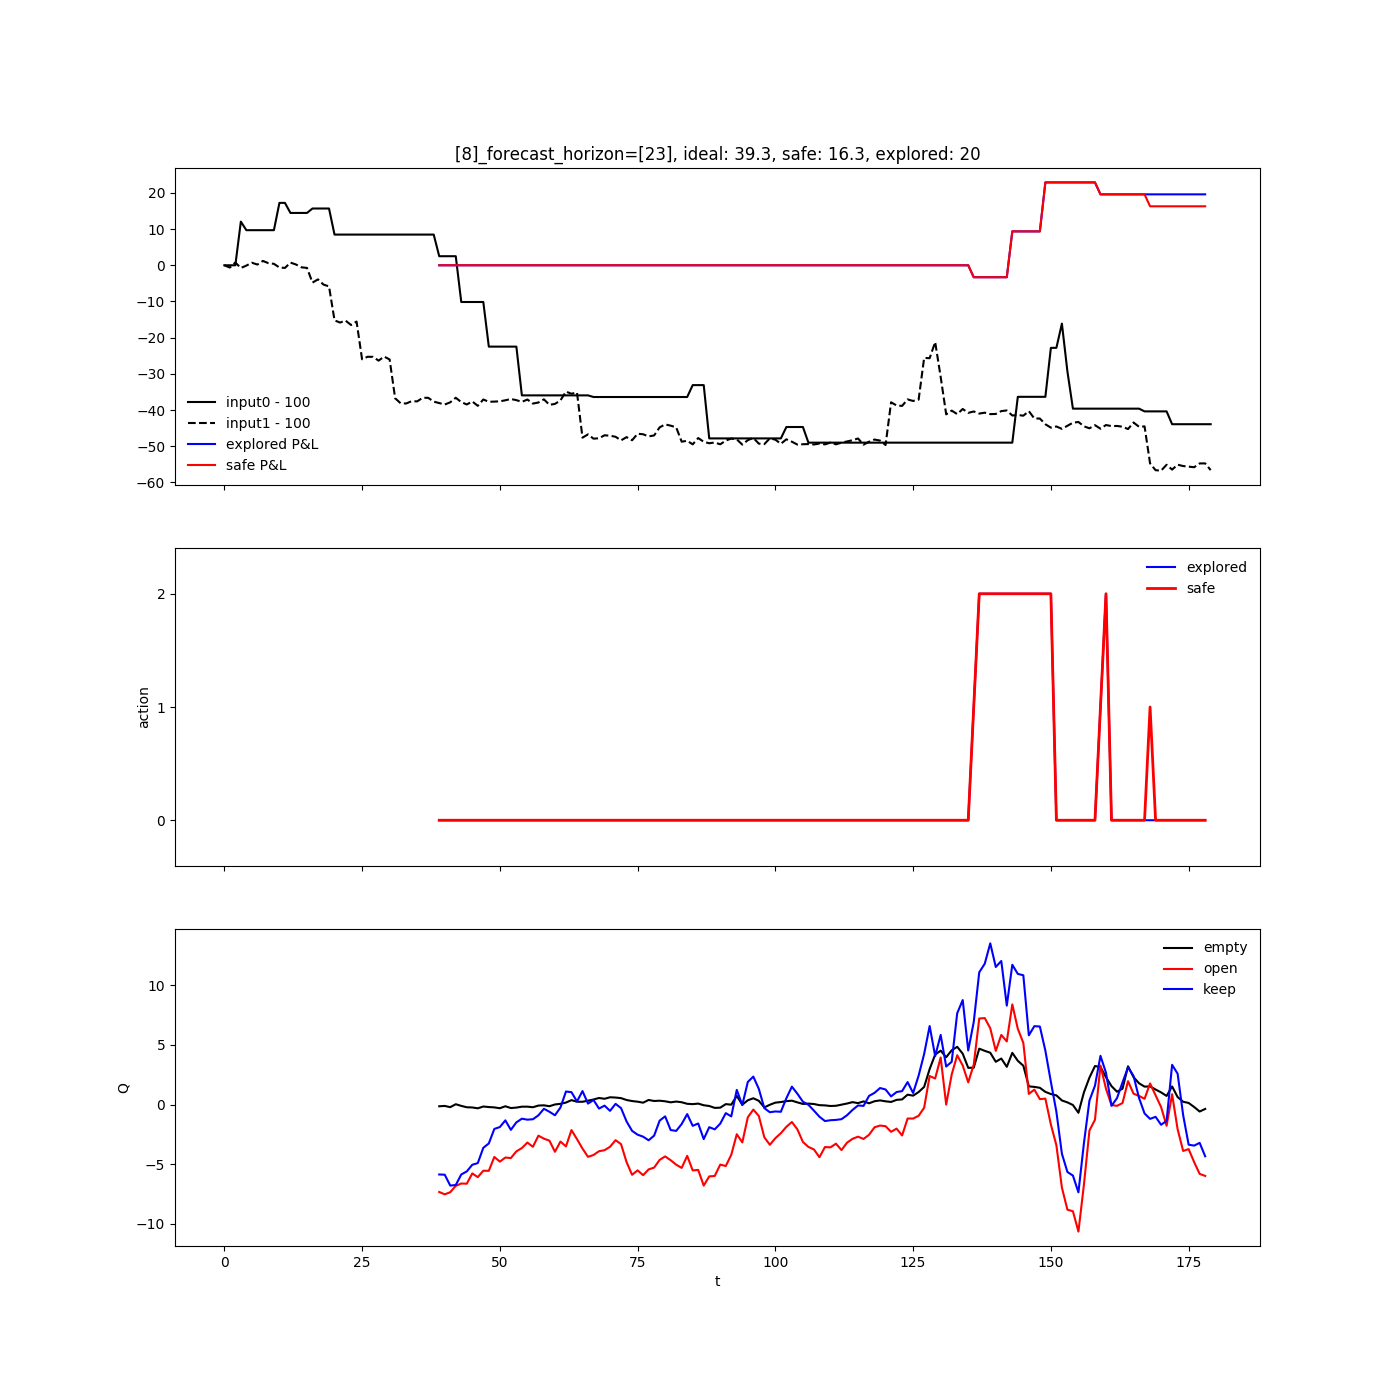 [8]_forecast_horizon=[23], ideal: 39.3, safe: 16.3, explored: 20
20
10
0
−10
−20
−30
−40
−50
−60
input0 - 100
input1 - 100
explored P&L
safe P&L
explored
safe
2
1
0
action
empty
open
keep
10
5
0
−5
−10
Q
0 25 50 75 100 125 150 175
t